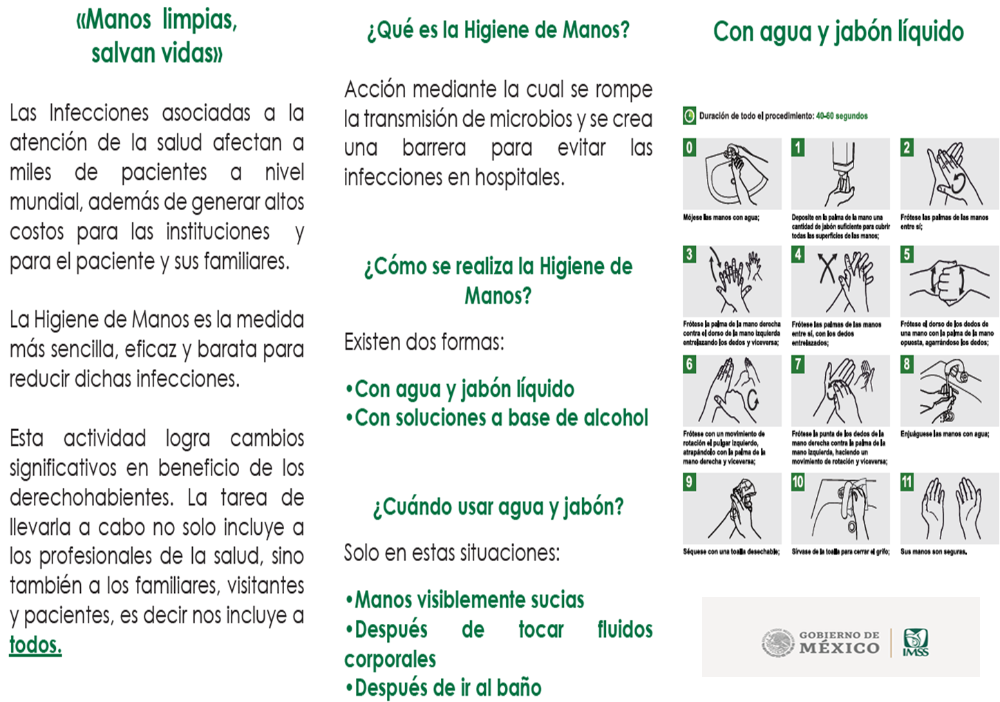 «Manos limpias,
salvan vidas»
Las Infecciones asociadas a la
atención de la salud afectan a
miles de pacientes a nivel
mundial, además de generar altos
costos para las instituciones y
para el paciente y sus familiares.
La Higiene de Manos es la medida
más sencilla, eficaz y barata para
reducir dichas infecciones.
Esta actividad logra cambios
significativos en beneficio de los
derechohabientes. La tarea de
llevarla a cabo no solo incluye a
los profesionales de la salud, sino
también a los familiares, visitantes
y pacientes, es decir nos incluye a
todos.
¿Qué es la Higiene de Manos?
Acción mediante la cual se rompe
la transmisión de microbios y se crea
una barrera para evitar las
infecciones en hospitales.
¿Cómo se realiza la Higiene de
Manos?
Existen dos formas:
•Con agua y jabón líquido
•Con soluciones a base de alcohol
¿Cuándo usar agua y jabón?
Solo en estas situaciones:
•Manos visiblemente sucias
•Después de tocar fluidos
corporales
•Después de ir al baño
Con agua y jabón líquido
Duración de todo el procedimiento: 40-60 segundos
0
Mójese las manos con agua;
1
Deposite en la palma de la mano una
cantidad de jabón suficiente para cubrir
todas las superficies de las manos;
2
Frótese las palmas de las manos
entre sí;
3
Frótese la palma de la mano derecha
contra el dorso de la mano izquierda
entrelazando los dedos y viceversa;
4
Frótese las palmas de las manos
entre sí, con los dedos
entrelazados;
5
Frótese el dorso de los dedos de
una mano con la palma de la mano
opuesta, agarrándose los dedos;
6
Frótese con un movimiento de
rotación el pulgar izquierdo,
atrapándolo con la palma de la
mano derecha y viceversa;
7
Frótese la punta de los dedos de la
mano derecha contra la palma de la
mano izquierda, haciendo un
movimiento de rotación y viceversa;
8
Enjuáguese las manos con agua;
9
Séquese con una toalla desechable;
10
Sírvase de la toalla para cerrar el grifo;
11
Sus manos son seguras.
GOBIERNO DE
MÉXICO
IMSS